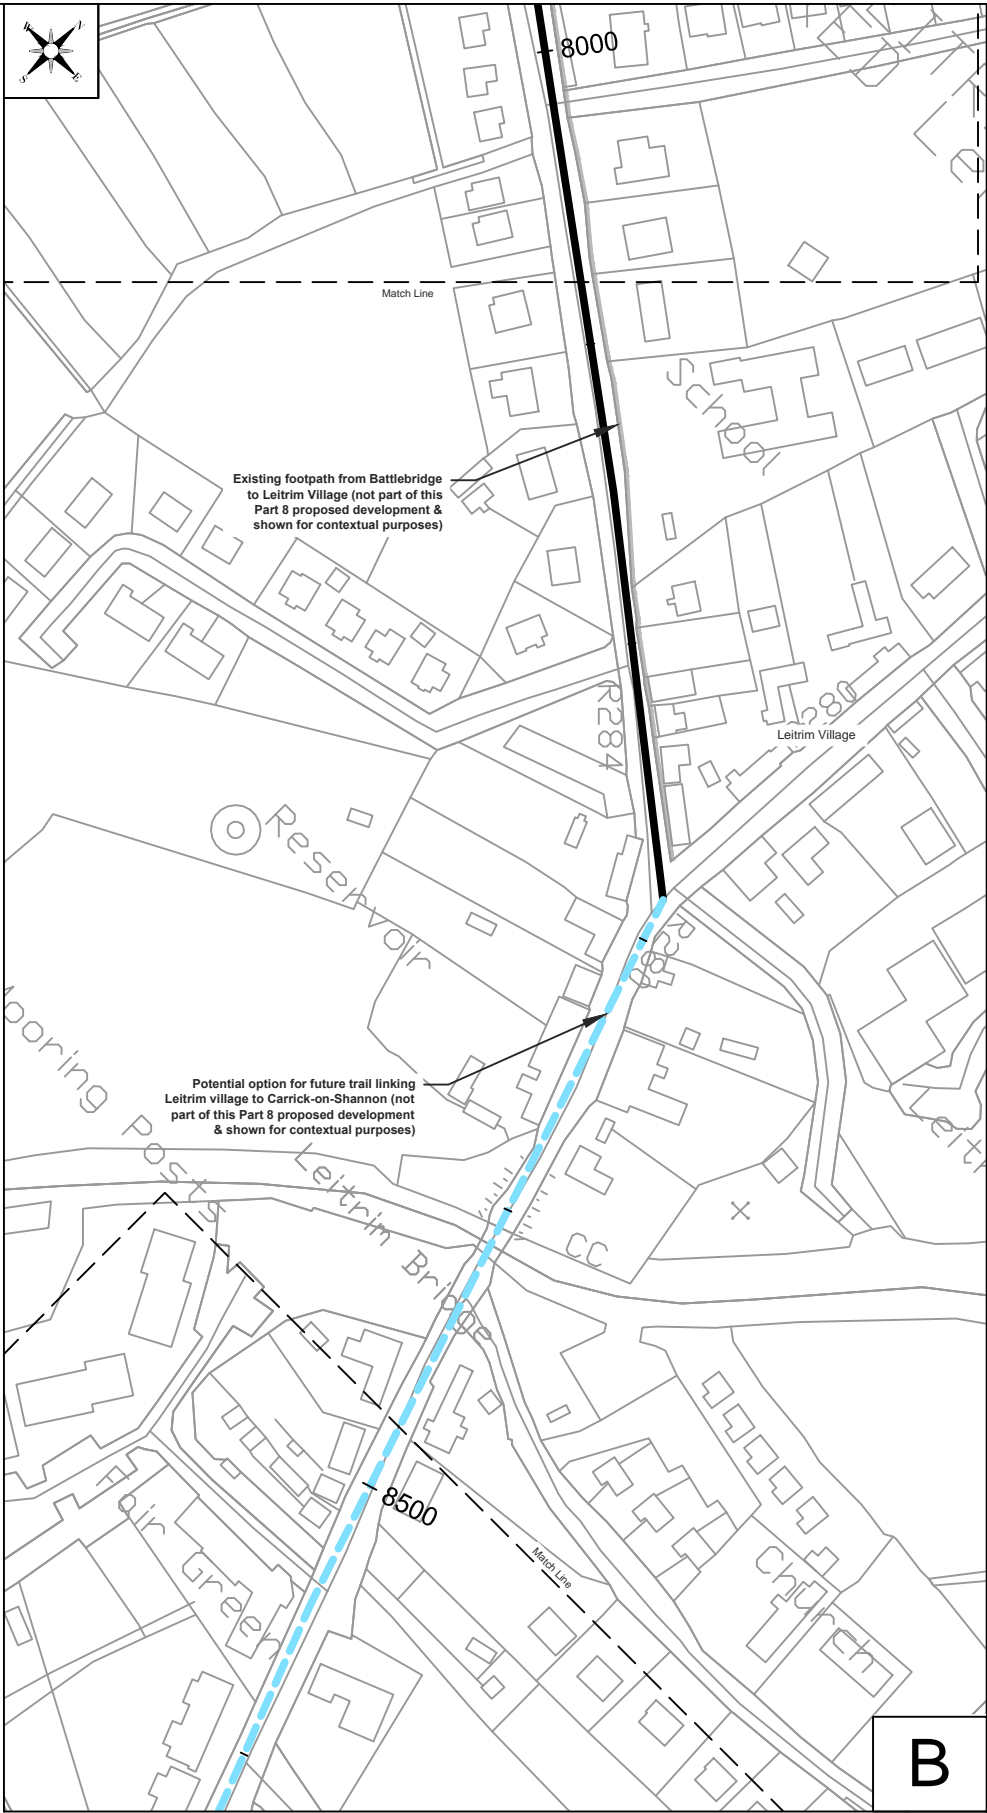 N
W
S
E
8000
Match Line
School
Existing footpath from Battlebridge
to Leitrim Village (not part of this
Part 8 proposed development &
shown for contextual purposes)
R284
Leitrim Village
Reservoir
Mooring Posts
Potential option for future trail linking
Leitrim village to Carrick-on-Shannon (not
part of this Part 8 proposed development
& shown for contextual purposes)
Leitrim Bridge
CC
8500
Match Line
Green
Church
B